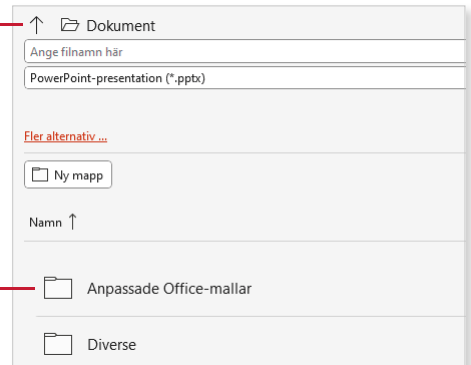 Dokument
Ange filnamn här
PowerPoint-presentation (*.pptx)
Fler alternativ ...
Ny mapp
Namn ↑
Anpassade Office-mallar
Diverse